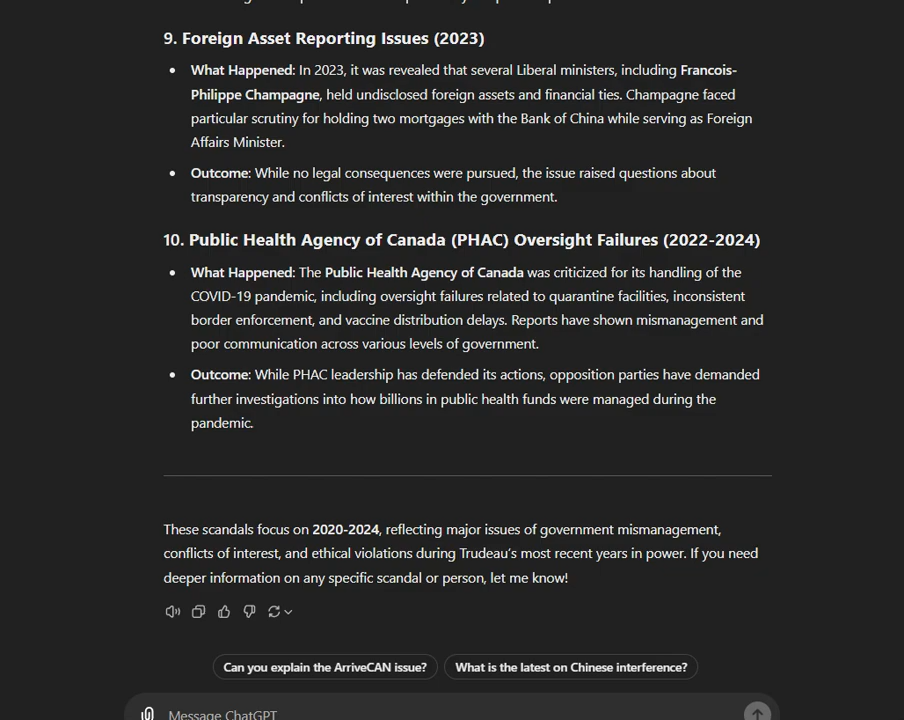 9. Foreign Asset Reporting Issues (2023)
• What Happened: In 2023, it was revealed that several Liberal ministers, including Francois-
Philippe Champagne, held undisclosed foreign assets and financial ties. Champagne faced
particular scrutiny for holding two mortgages with the Bank of China while serving as Foreign
Affairs Minister.
• Outcome: While no legal consequences were pursued, the issue raised questions about
transparency and conflicts of interest within the government.
10. Public Health Agency of Canada (PHAC) Oversight Failures (2022-2024)
• What Happened: The Public Health Agency of Canada was criticized for its handling of the
COVID-19 pandemic, including oversight failures related to quarantine facilities, inconsistent
border enforcement, and vaccine distribution delays. Reports have shown mismanagement and
poor communication across various levels of government.
• Outcome: While PHAC leadership has defended its actions, opposition parties have demanded
further investigations into how billions in public health funds were managed during the
pandemic.
These scandals focus on 2020-2024, reflecting major issues of government mismanagement,
conflicts of interest, and ethical violations during Trudeau's most recent years in power. If you need
deeper information on any specific scandal or person, let me know!
Can you explain the ArriveCAN issue? What is the latest on Chinese interference?
Message ChatGPT